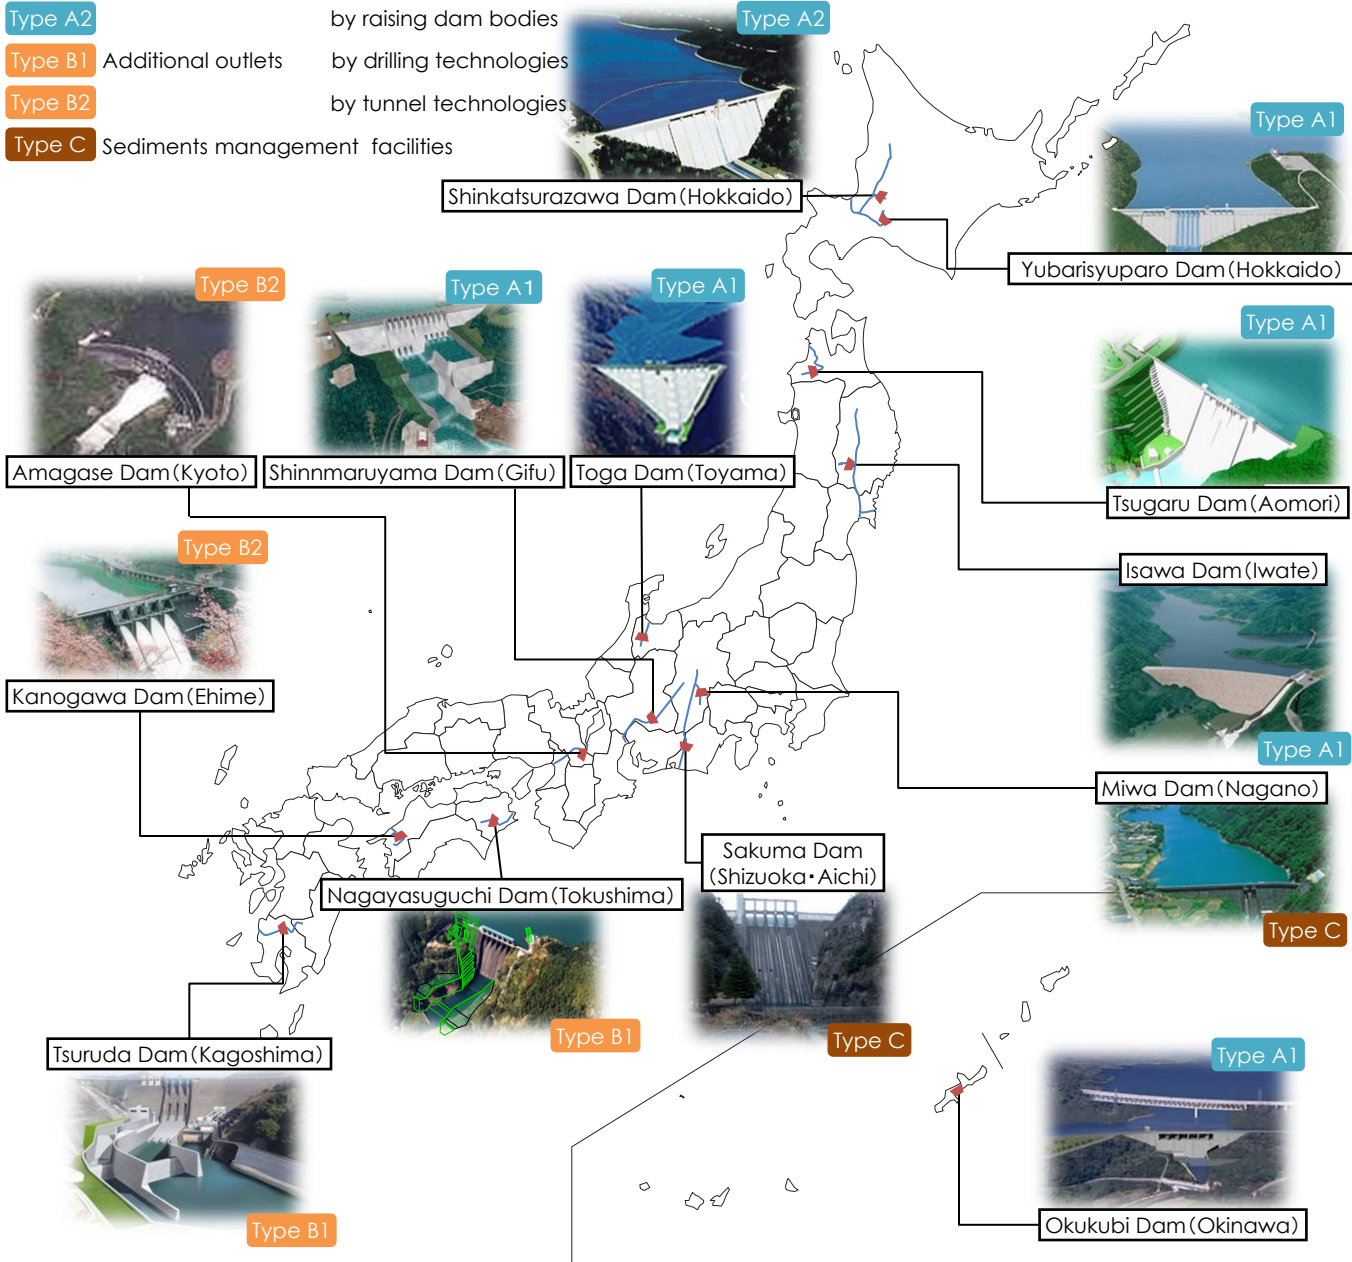 Type A2 by raising dam bodies
Type B1 Additional outlets by drilling technologies
Type B2 by tunnel technologies
Type C Sediments management facilities
Type A2
Shinkatsurazawa Dam(Hokkaido)
Type A1
Yubarisyuparo Dam(Hokkaido)
Type B2
Amagase Dam(Kyoto)
Type A1
Shinnmaruyama Dam(Gifu)
Type A1
Toga Dam(Toyama)
Type A1
Tsugaru Dam(Aomori)
Type B2
Kanogawa Dam(Ehime)
Isawa Dam(Iwate)
Type A1
Miwa Dam(Nagano)
Type C
Sakuma Dam
(Shizuoka・Aichi)
Type C
Nagayasuguchi Dam(Tokushima)
Type B1
Tsuruda Dam(Kagoshima)
Type B1
Type A1
Okukubi Dam(Okinawa)